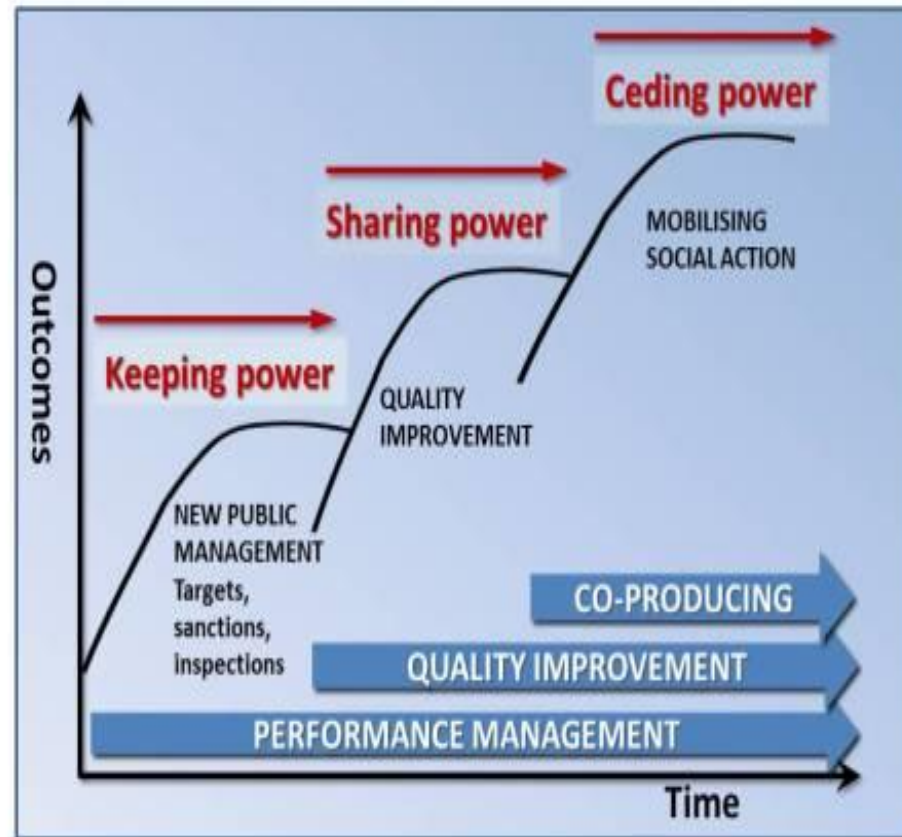 Ceding power
Sharing power
MOBILISING
SOCIAL ACTION
Outcomes
Keeping power
QUALITY
IMPROVEMENT
NEW PUBLIC
MANAGEMENT
Targets,
sanctions,
inspections
CO-PRODUCING
QUALITY IMPROVEMENT
PERFORMANCE MANAGEMENT
Time